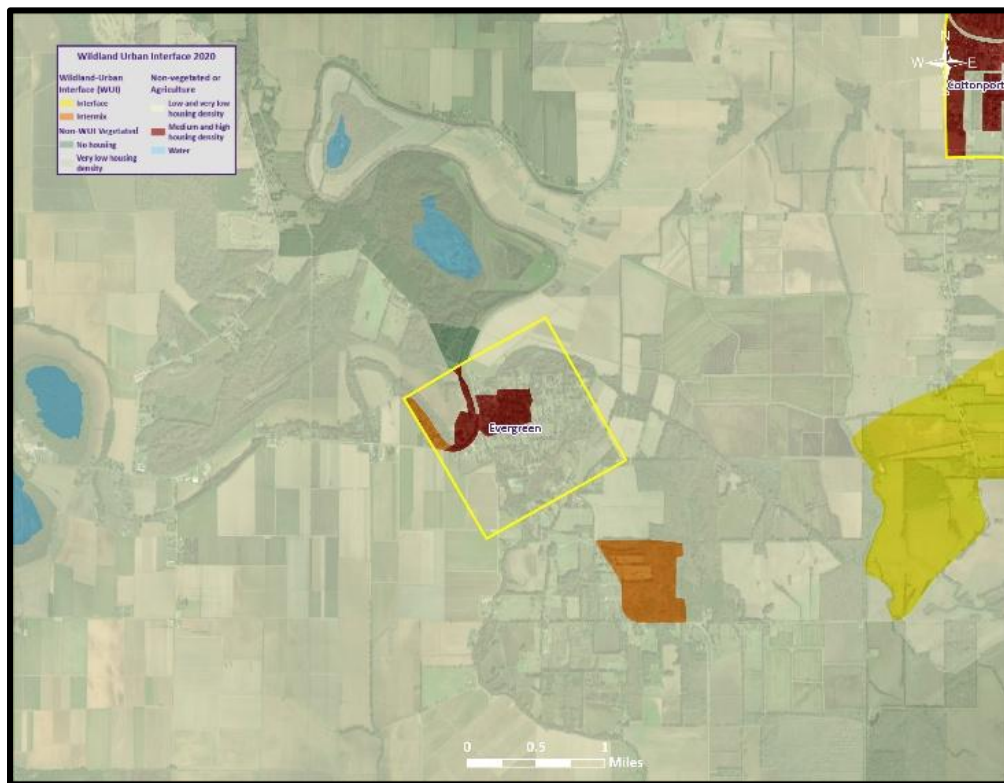 Wildland Urban Interface 2020
Wildland-Urban
Interface (WUI)
Interface
Intermix
Non-WUI Vegetated
No housing
Very low housing
density
Non-vegetated or
Agriculture
Low and very low
housing density
Medium and high
housing density
Water
N
W
E
Cottonport
Evergreen
0 0.5 1
Miles